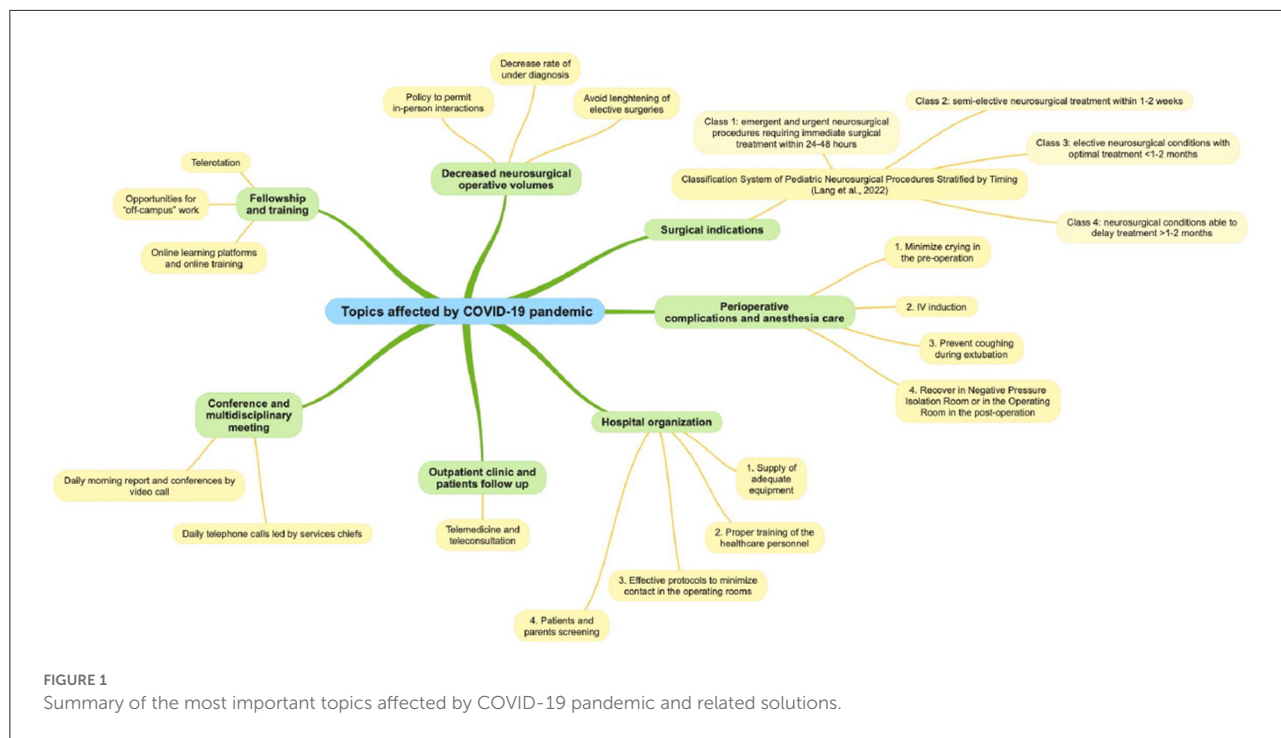 Decrease rate of
under diagnosis
Policy to permit
in-person interactions
Avoid lenghtening of
elective surgeries
Decreased neurosurgical
operative volumes
Class 2: semi-elective neurosurgical treatment within 1-2 weeks
Class 1: emergent and urgent neurosurgical
procedures requiring immediate surgical
treatment within 24-48 hours
Class 3: elective neurosurgical conditions with
optimal treatment <1-2 months
Classification System of Pediatric Neurosurgical Procedures Stratified by Timing
(Lang et al., 2022)
Class 4: neurosurgical conditions able to
delay treatment >1-2 months
Surgical indications
Telerotation
Opportunities for
"off-campus" work
Fellowship
and training
Online learning platforms
and online training
Topics affected by COVID-19 pandemic
1. Minimize crying in
the pre-operation
Perioperative
complications and anesthesia care
2. IV induction
3. Prevent coughing
during extubation
4. Recover in Negative Pressure
Isolation Room or in the Operating
Room in the post-operation
Conference and
multidisciplinary
meeting
Daily morning report and conferences by
video call
Daily telephone calls led by services chiefs
Outpatient clinic and
patients follow up
Telemedicine and
teleconsultation
Hospital organization
1. Supply of
adequate
equipment
2. Proper training of the
healthcare personnel
3. Effective protocols to minimize
contact in the operating rooms
4. Patients and
parents screening
FIGURE 1
Summary of the most important topics affected by COVID-19 pandemic and related solutions.